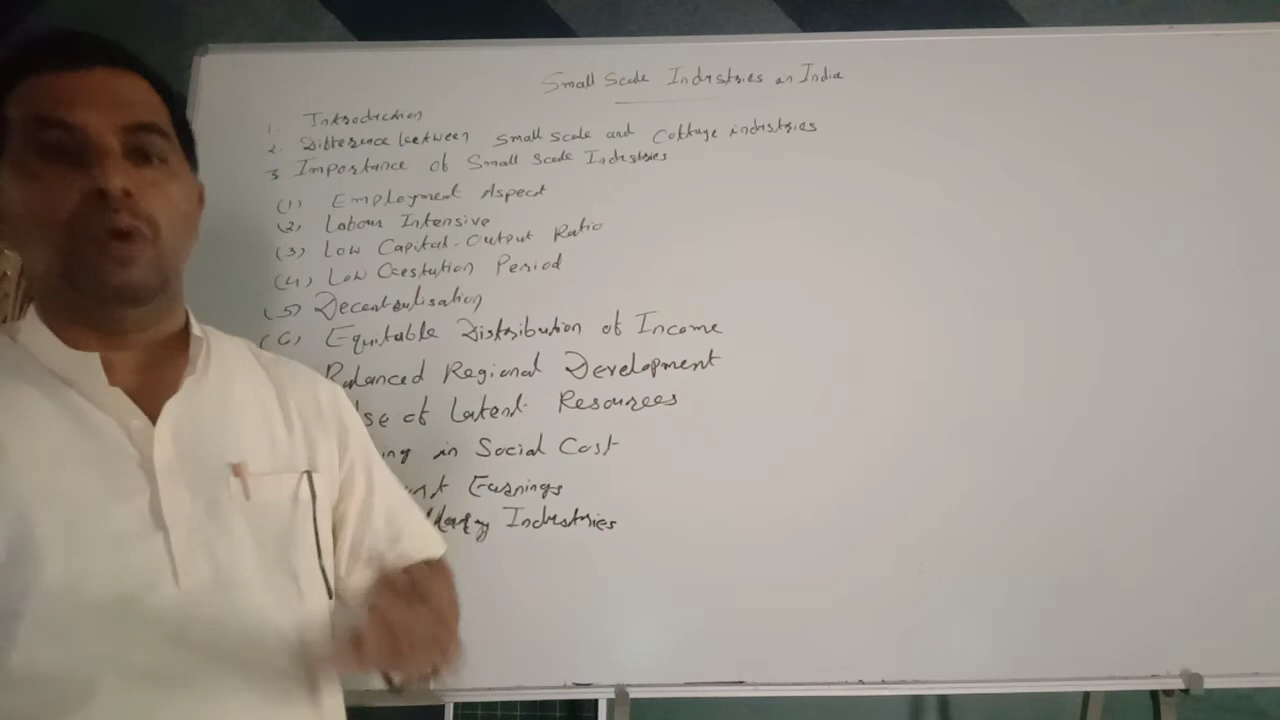 Small Scale Industries in India
1. Introduction
2. Difference between Small Scale and Cottage industries
3 Importance of Small Scale Industries
(1) Employment Aspect
(2) Labour Intensive
(3) Low Capital-Output Ratio
(4) Low Gestation Period
(5) Decentralisation
(6) Equitable Distribution of Income
Balanced Regional Development
of Latent Resources
in Social Cost
Earnings
Industries